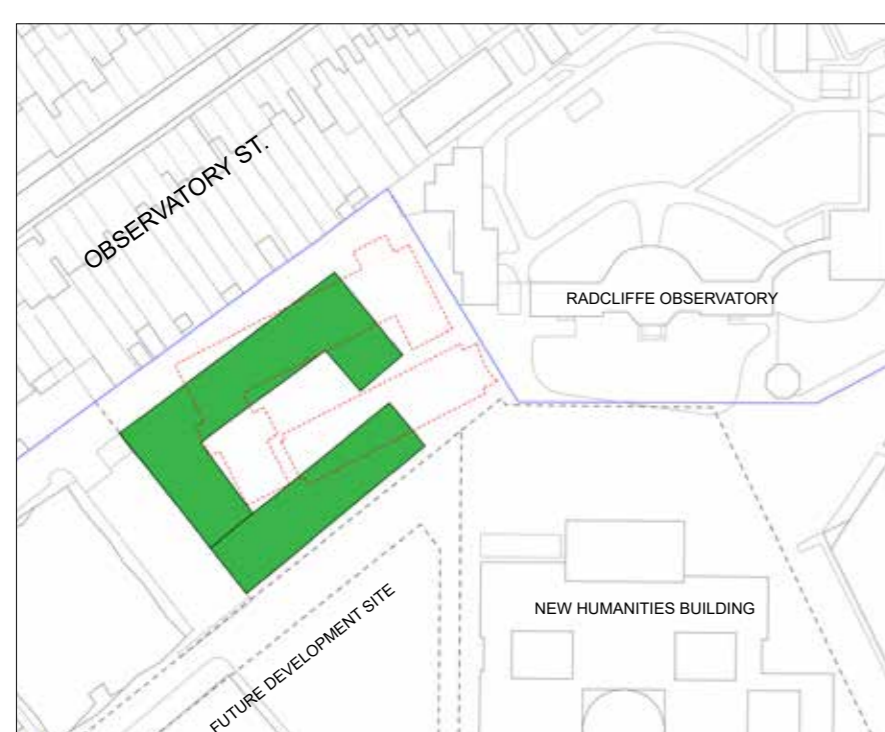 OBSERVATORY ST.
RADCLIFFE OBSERVATORY
NEW HUMANITIES BUILDING
FUTURE DEVELOPMENT SITE